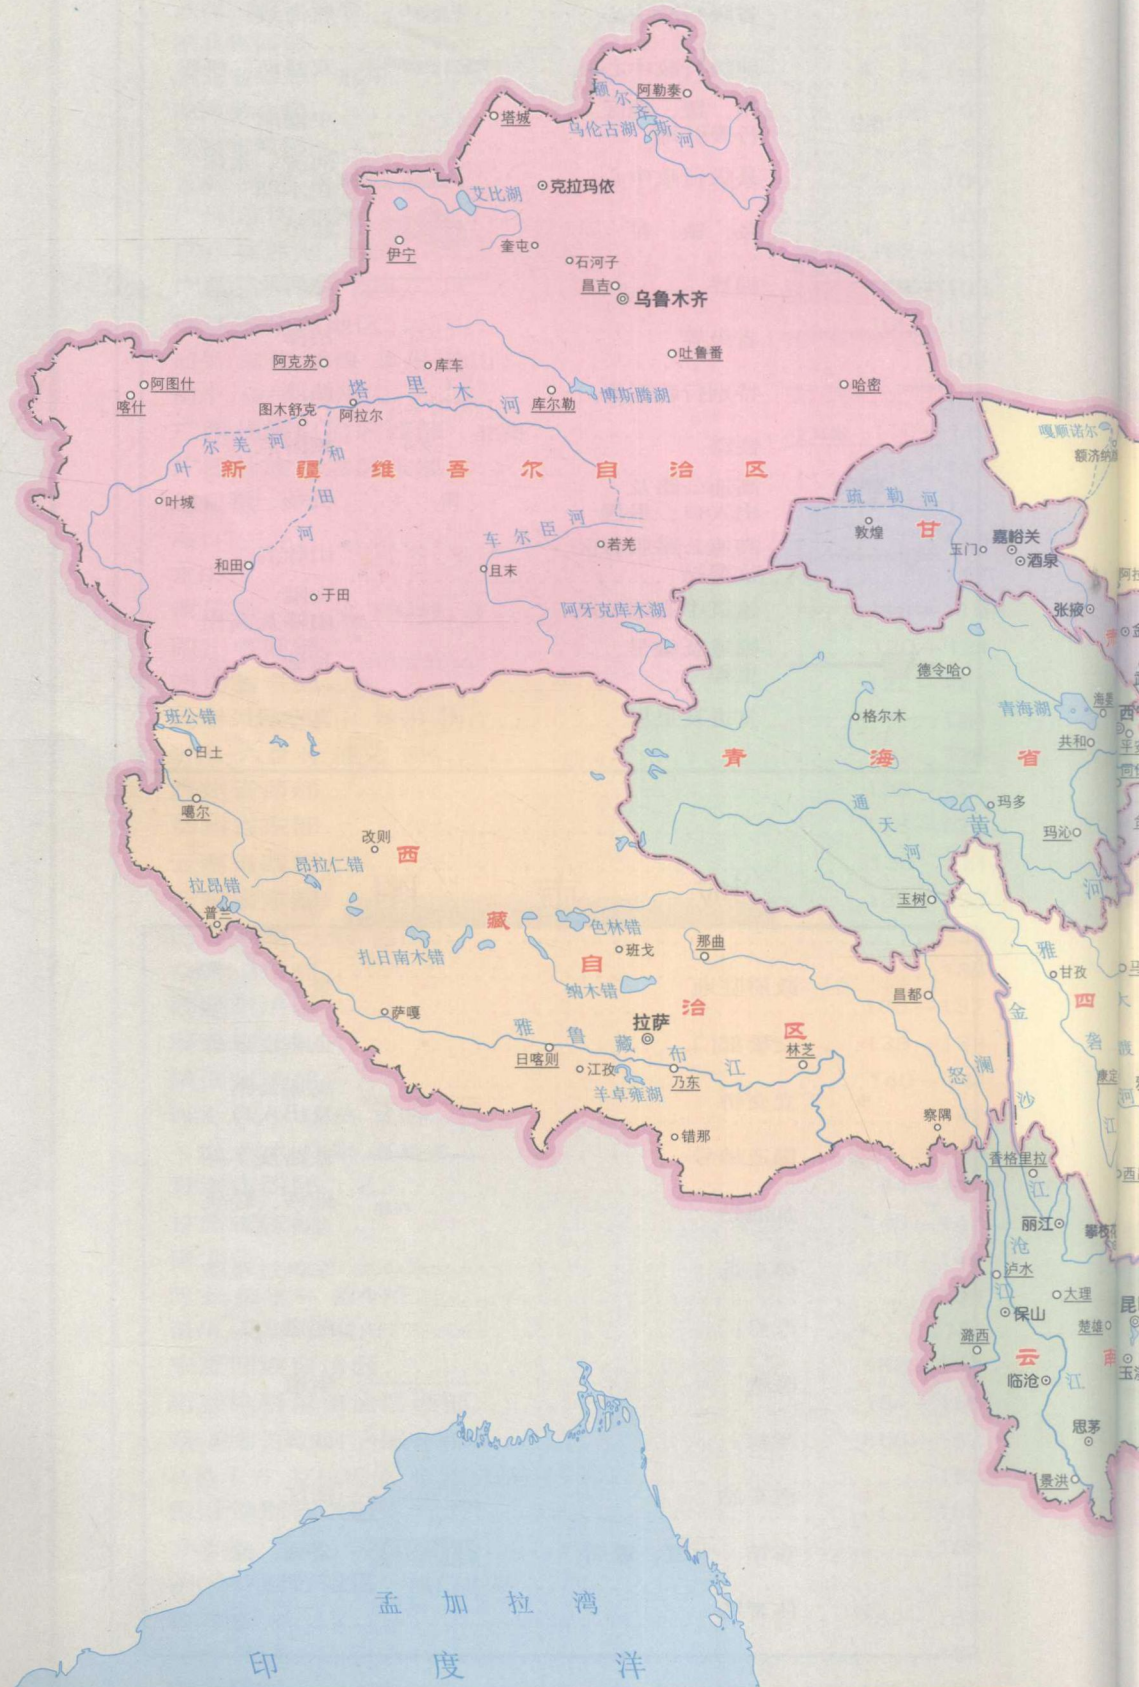 阿勒泰
额尔齐斯河
塔城
乌伦古湖
克拉玛依
艾比湖
伊宁
奎屯
石河子
昌吉
乌鲁木齐
吐鲁番
阿克苏
库车
阿图什
喀什
哈密
塔里木河
库尔勒
博斯腾湖
图木舒克
阿拉尔
叶尔羌河
和田河
新疆维吾尔自治区
叶城
车尔臣河
若羌
和田
且末
于田
阿牙克库木湖
嘎顺诺尔
疏勒河
敦煌
甘
玉门
嘉峪关
酒泉
张掖
德令哈
青海湖
格尔木
共和
青海省
通天河
玛多
黄河
玛沁
玉树
班公错
日土
噶尔
改则
昂拉仁错
拉昂错
普兰
西藏自治区
色林错
扎日南木错
班戈
那曲
纳木错
昌都
萨嘎
拉萨
雅鲁藏布江
日喀则
江孜
乃东
林芝
羊卓雍湖
错那
察隅
怒
澜沧江
金沙江
雅砻江
甘孜
四
康定
香格里拉
丽江
泸水
大理
保山
楚雄
潞西
云南
临沧
江
思茅
景洪
孟加拉湾
印度洋